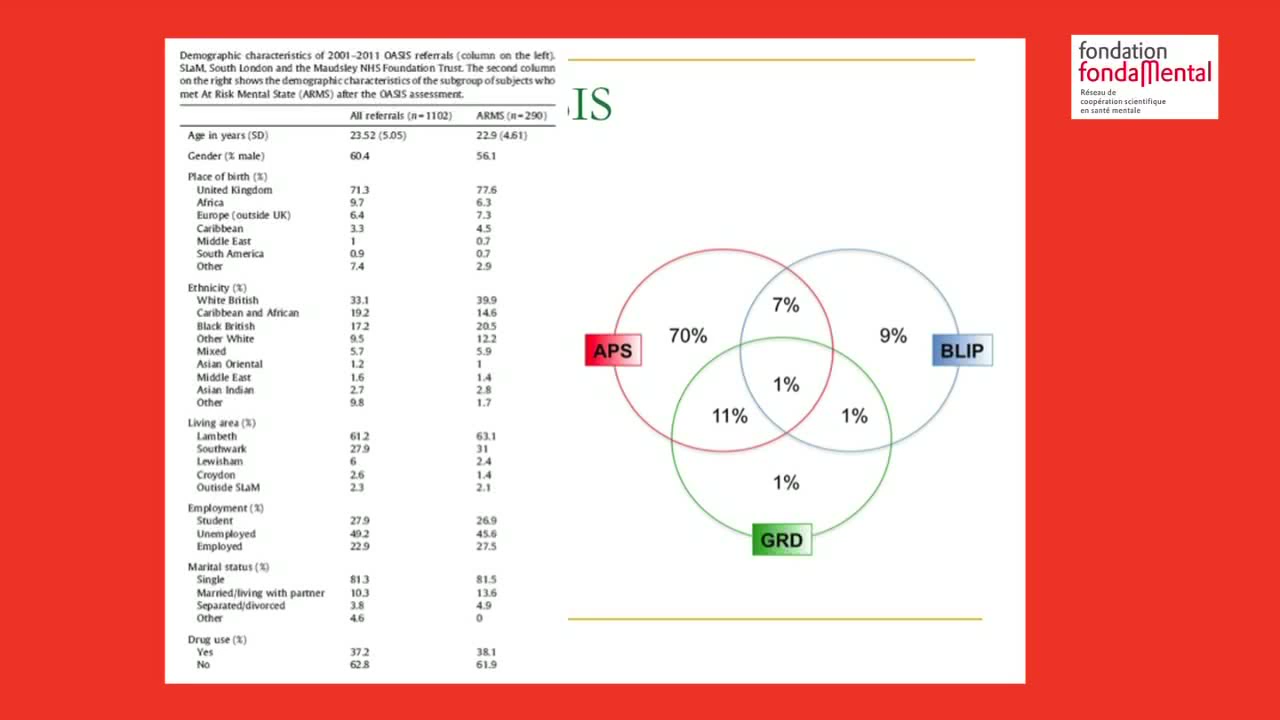 Demographic characteristics of 2001–2011 OASIS referrals (column on the left).
SLaM, South London and the Maudsley NHS Foundation Trust. The second column
on the right shows the demographic characteristics of the subgroup of subjects who
met At Risk Mental State (ARMS) after the OASIS assessment.
All referrals (n=1102) ARMS (n=290)
Age in years (SD) 23.52 (5.05) 22.9 (4.61)
Gender (% male) 60.4 56.1
Place of birth (%)
United Kingdom 71.3 77.6
Africa 9.7 6.3
Europe (outside UK) 6.4 7.3
Caribbean 3.3 4.5
Middle East 1 0.7
South America 0.9 0.7
Other 7.4 2.9
Ethnicity (%)
White British 33.1 39.9
Caribbean and African 19.2 14.6
Black British 17.2 20.5
Other White 9.5 12.2
Mixed 5.7 5.9
Asian Oriental 1.2 1
Middle East 1.6 1.4
Asian Indian 2.7 2.8
Other 9.8 1.7
Living area (%)
Lambeth 61.2 63.1
Southwark 27.9 31
Lewisham 6 2.4
Croydon 2.6 1.4
Outisde SLaM 2.3 2.1
Employment (%)
Student 27.9 26.9
Unemployed 49.2 45.6
Employed 22.9 27.5
Marital status (%)
Single 81.3 81.5
Married/living with partner 10.3 13.6
Separated/divorced 3.8 4.9
Other 4.6 0
Drug use (%)
Yes 37.2 38.1
No 62.8 61.9
IS
7%
70% 9%
APS BLIP
1%
11% 1%
1%
GRD
fondation
fondaMental
Réseau de
coopération scientifique
en santé mentale